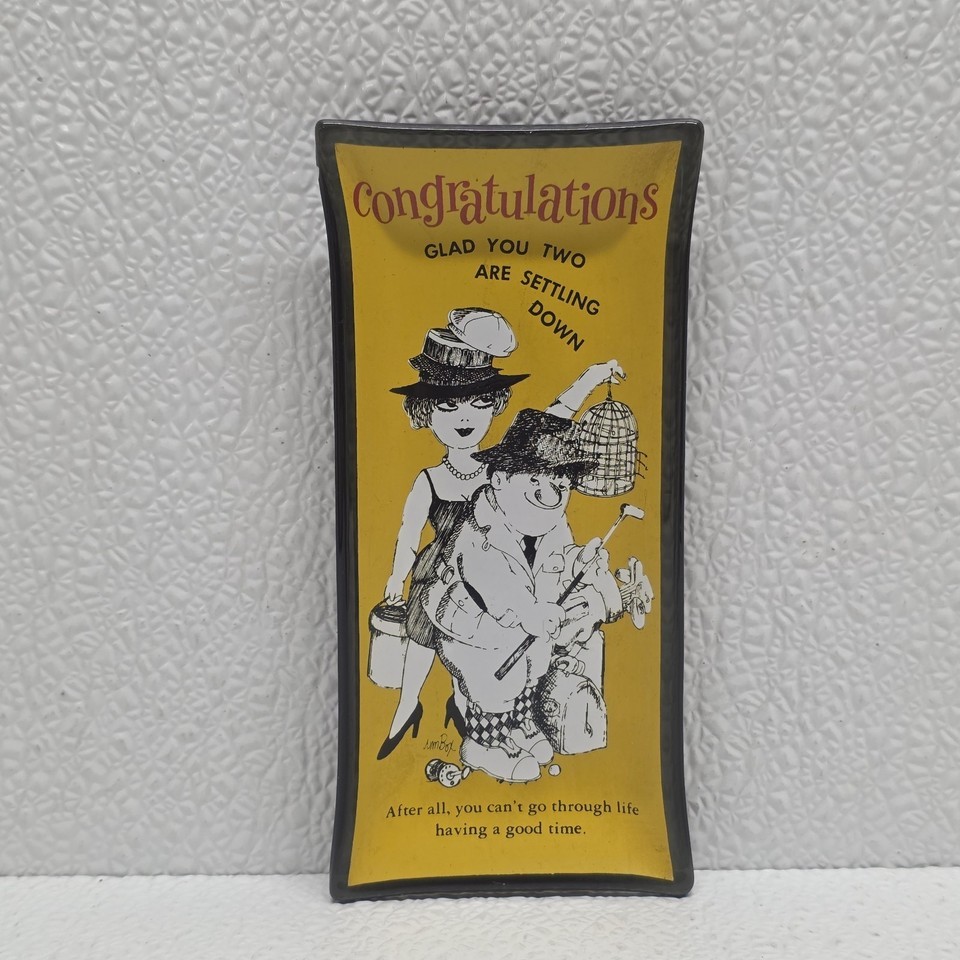 congratulations
GLAD YOU TWO
ARE SETTLING
DOWN
After all, you can't go through life
having a good time.